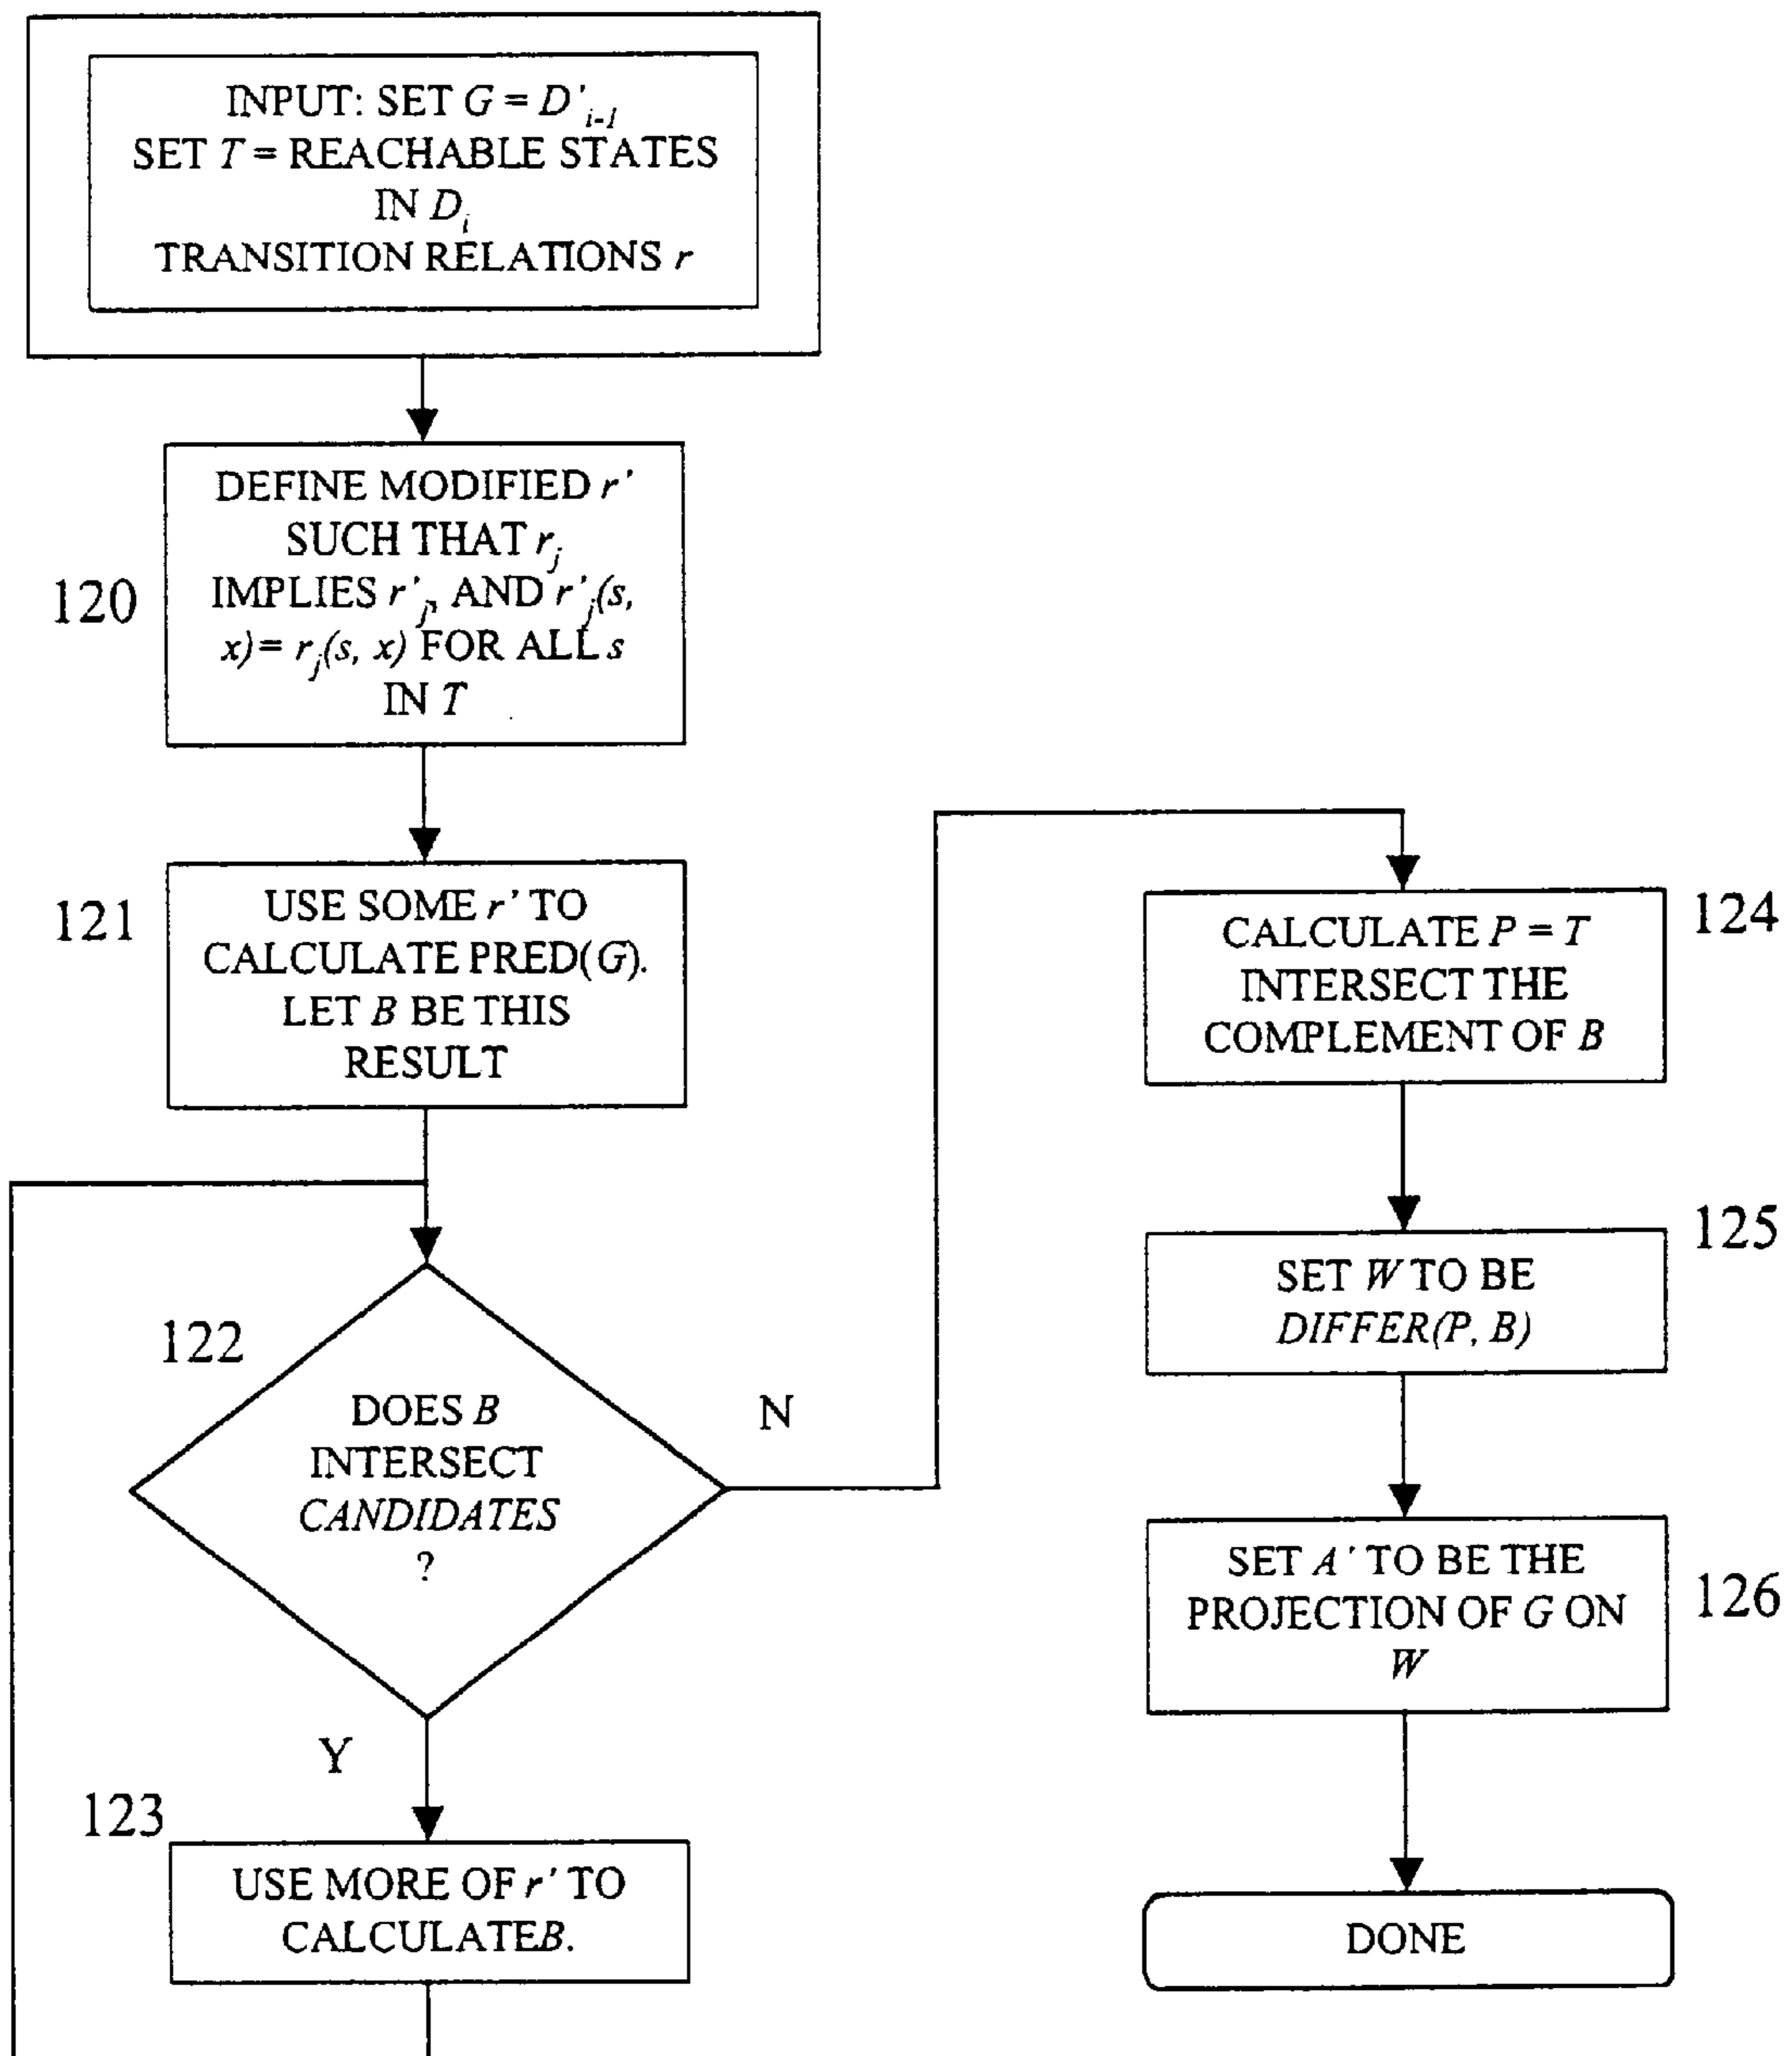 INPUT: SET G = D'i-1
SET T = REACHABLE STATES
IN Di
TRANSITION RELATIONS r
120
DEFINE MODIFIED r'
SUCH THAT rj
IMPLIES r'j, AND r'j(s,
x)= rj(s, x) FOR ALL s
IN T
121
USE SOME r' TO
CALCULATE PRED(G).
LET B BE THIS
RESULT
122
DOES B
INTERSECT
CANDIDATES
?
N
Y
123
USE MORE OF r' TO
CALCULATEB.
124
CALCULATE P = T
INTERSECT THE
COMPLEMENT OF B
125
SET W TO BE
DIFFER(P, B)
126
SET A' TO BE THE
PROJECTION OF G ON
W
DONE